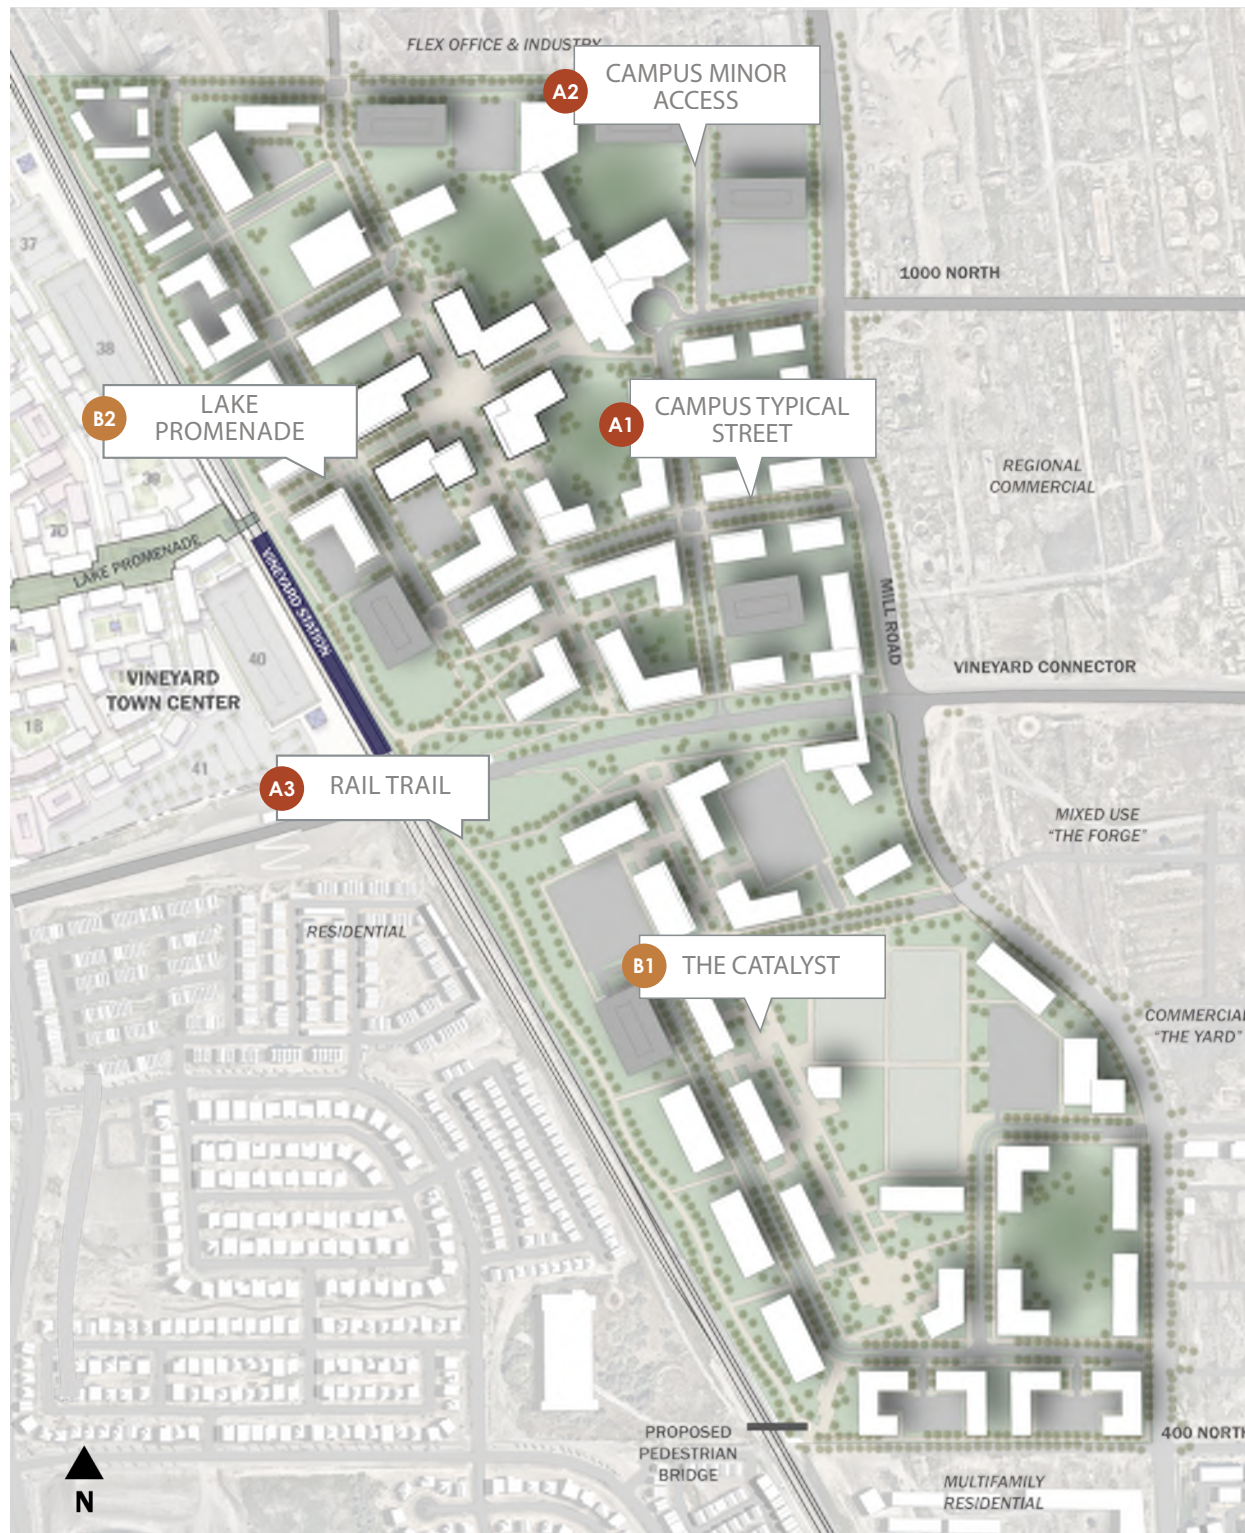 FLEX OFFICE & INDUSTRY
A2
CAMPUS MINOR
ACCESS
37
1000 NORTH
38
B2
LAKE
PROMENADE
A1
CAMPUS TYPICAL
STREET
REGIONAL
COMMERCIAL
39
70
LAKE PROMENADE
VINEYARD STATION
MILL ROAD
40
VINEYARD
TOWN CENTER
VINEYARD CONNECTOR
18
41
A3
RAIL TRAIL
MIXED USE
"THE FORGE"
RESIDENTIAL
B1
THE CATALYST
COMMERCIAL
"THE YARD"
PROPOSED
PEDESTRIAN
BRIDGE
400 NORTH
MULTIFAMILY
RESIDENTIAL
N